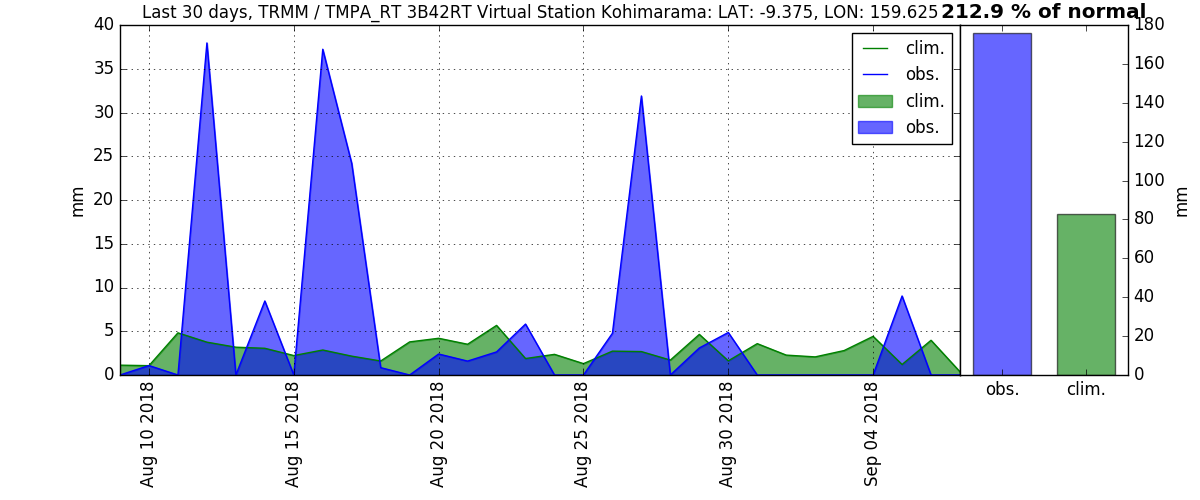 Last 30 days, TRMM / TMPA_RT 3B42RT Virtual Station Kohimarama: LAT: -9.375, LON: 159.625
212.9 % of normal
40
35
30
25
20
15
10
5
0
mm
clim.
obs.
clim.
obs.
Aug 10 2018
Aug 15 2018
Aug 20 2018
Aug 25 2018
Aug 30 2018
Sep 04 2018
180
160
140
120
100
80
60
40
20
0
mm
obs.
clim.